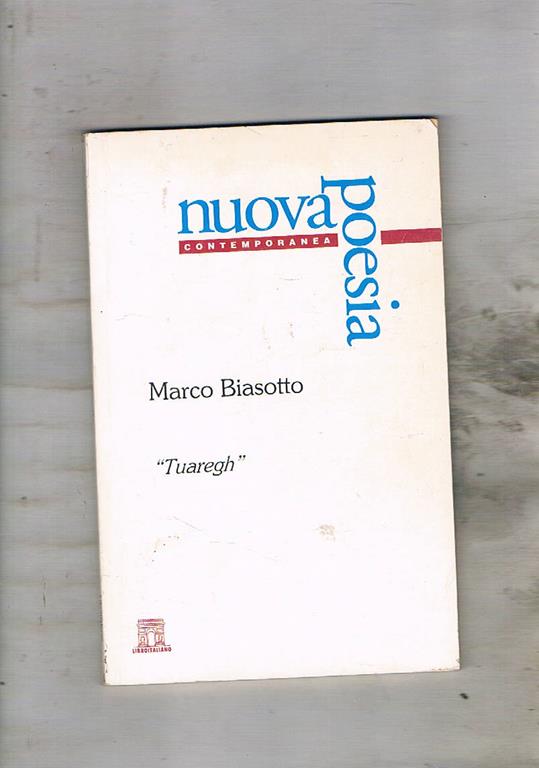 nuova
poesia
CONTEMPORANEA
Marco Biasotto
“Tuaregh”
LIBROITALIANO